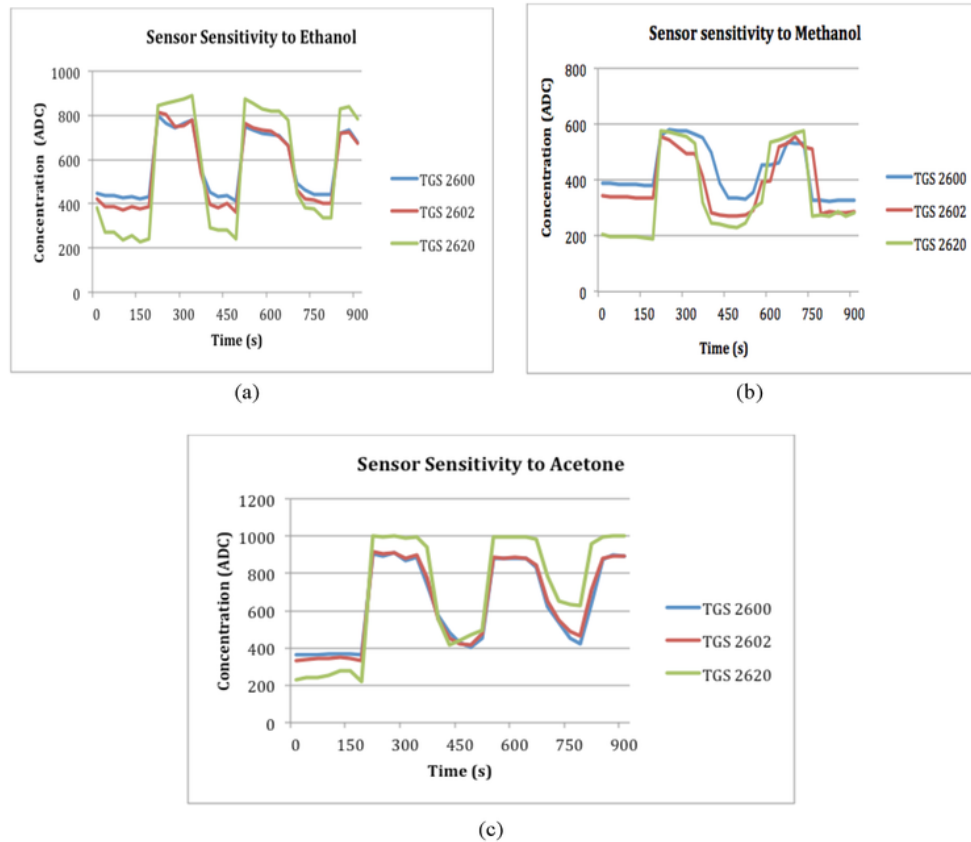 Sensor Sensitivity to Ethanol
Concentration (ADC)
1000
800
600
400
200
0
0 150 300 450 600 750 900
Time (s)
TGS 2600
TGS 2602
TGS 2620
(a)
Sensor sensitivity to Methanol
Concentration (ADC)
800
600
400
200
0
0 150 300 450 600 750 900
Time (s)
TGS 2600
TGS 2602
TGS 2620
(b)
Sensor Sensitivity to Acetone
Concentration (ADC)
1200
1000
800
600
400
200
0
0 150 300 450 600 750 900
Time (s)
TGS 2600
TGS 2602
TGS 2620
(c)